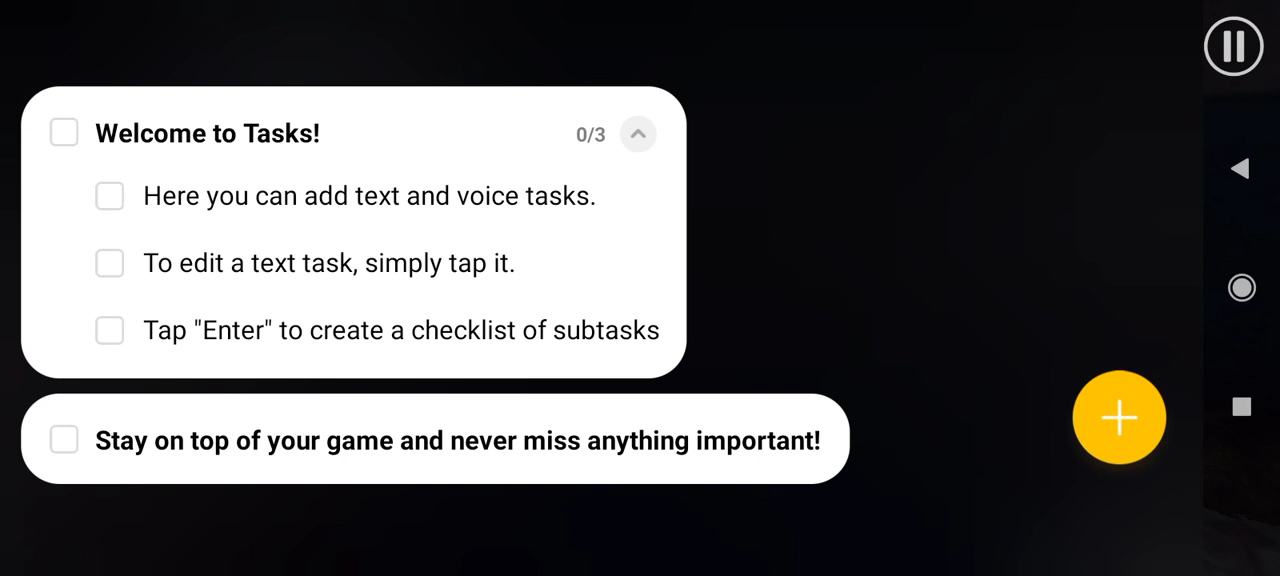 Welcome to Tasks! 0/3
Here you can add text and voice tasks.
To edit a text task, simply tap it.
Tap "Enter" to create a checklist of subtasks
Stay on top of your game and never miss anything important!